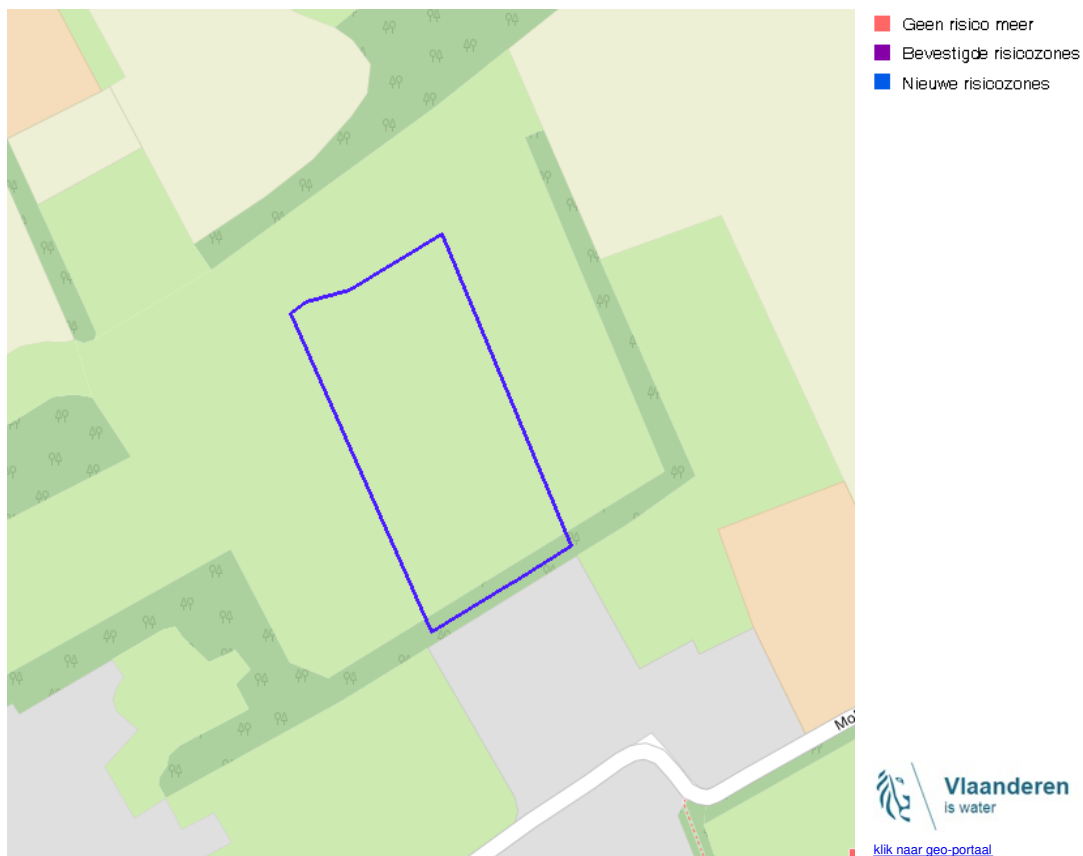 Geen risico meer
Bevestigde risicozones
Nieuwe risicozones
Vlaanderen
is water
klik naar geo-portaal